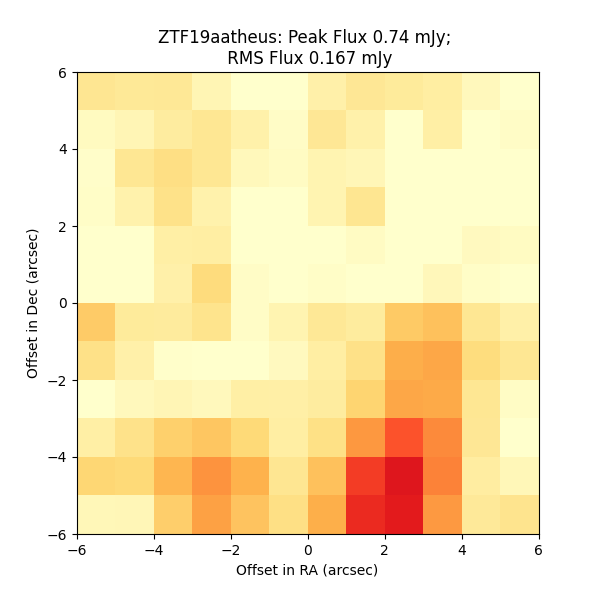 ZTF19aatheus: Peak Flux 0.74 mJy;
RMS Flux 0.167 mJy
6
4
2
0
−2
−4
−6
Offset in Dec (arcsec)
−6 −4 −2 0 2 4 6
Offset in RA (arcsec)